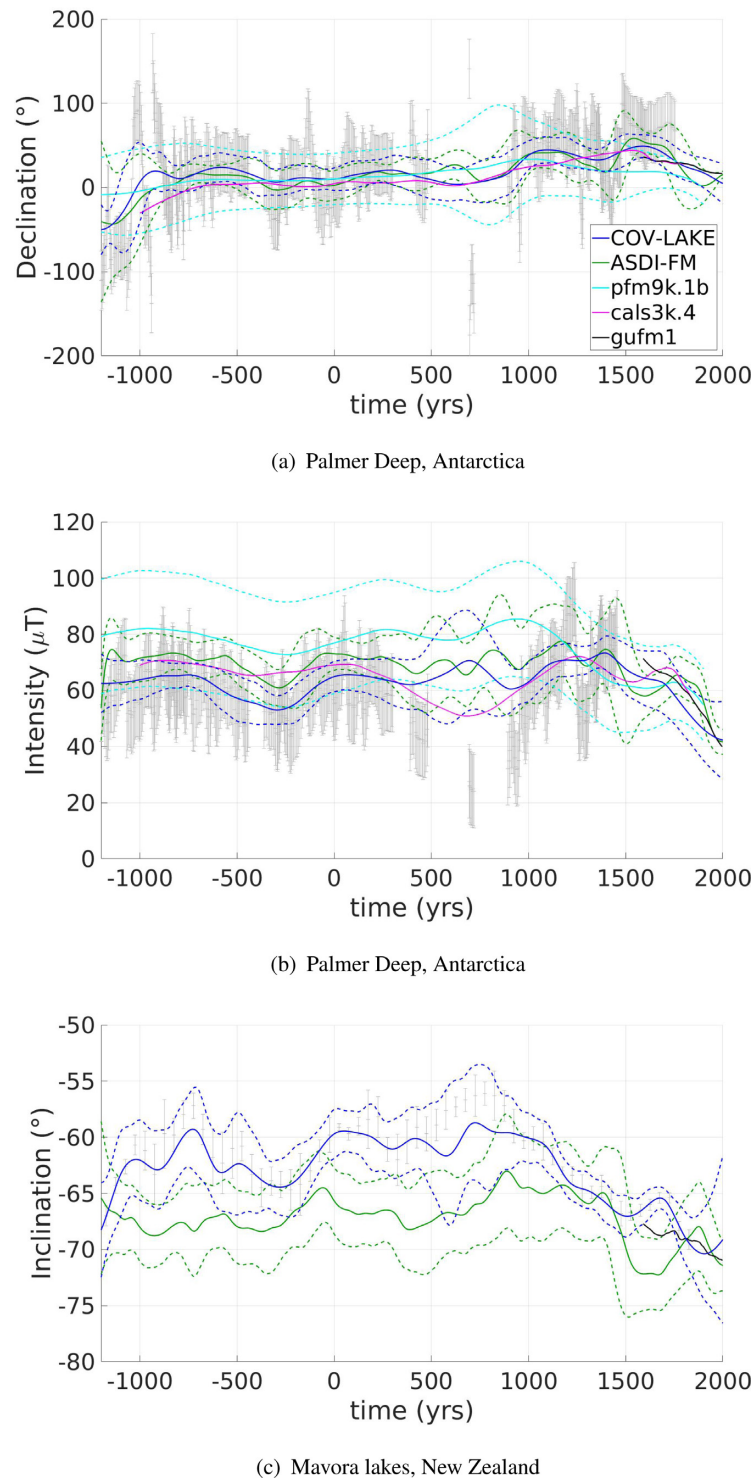 200
100
0
-100
-200
Declination (°)
COV-LAKE
ASDI-FM
pfm9k.1b
cals3k.4
gufm1
-1000 -500 0 500 1000 1500 2000
time (yrs)
(a) Palmer Deep, Antarctica
120
100
80
60
40
20
0
Intensity (μT)
-1000 -500 0 500 1000 1500 2000
time (yrs)
(b) Palmer Deep, Antarctica
-50
-55
-60
-65
-70
-75
-80
Inclination (°)
-1000 -500 0 500 1000 1500 2000
time (yrs)
(c) Mavora lakes, New Zealand